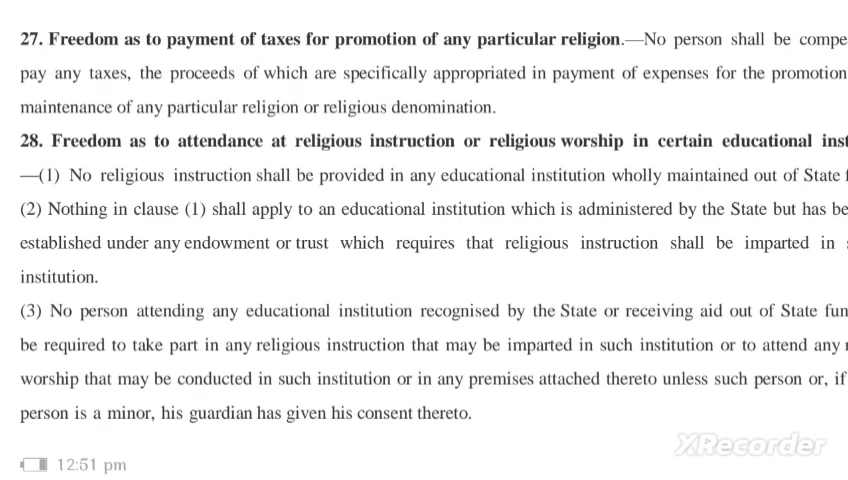 27. Freedom as to payment of taxes for promotion of any particular religion.—No person shall be compe
pay any taxes, the proceeds of which are specifically appropriated in payment of expenses for the promotion
maintenance of any particular religion or religious denomination.
28. Freedom as to attendance at religious instruction or religious worship in certain educational inst
—(1) No religious instruction shall be provided in any educational institution wholly maintained out of State f
(2) Nothing in clause (1) shall apply to an educational institution which is administered by the State but has be
established under any endowment or trust which requires that religious instruction shall be imparted in s
institution.
(3) No person attending any educational institution recognised by the State or receiving aid out of State fun
be required to take part in any religious instruction that may be imparted in such institution or to attend any r
worship that may be conducted in such institution or in any premises attached thereto unless such person or, if
person is a minor, his guardian has given his consent thereto.
XRecorder
12:51 pm